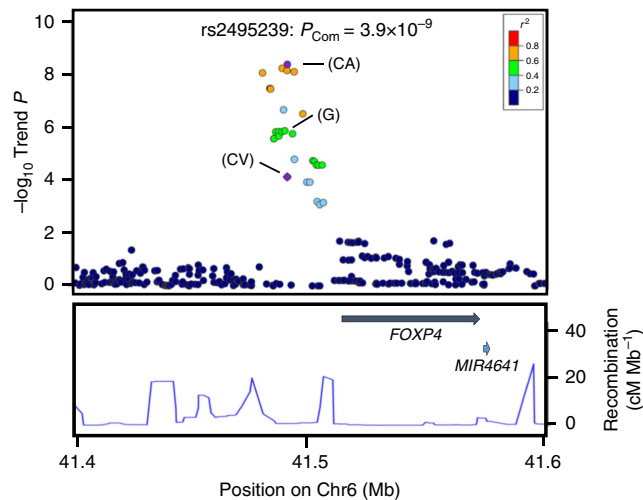 rs2495239: P_Com = 3.9×10⁻⁹
−log₁₀ Trend P
10
8
6
4
2
0
(CA)
(G)
(CV)
r²
0.8
0.6
0.4
0.2
FOXP4
MIR4641
40
20
0
Recombination
(cM Mb⁻¹)
41.4
41.5
41.6
Position on Chr6 (Mb)